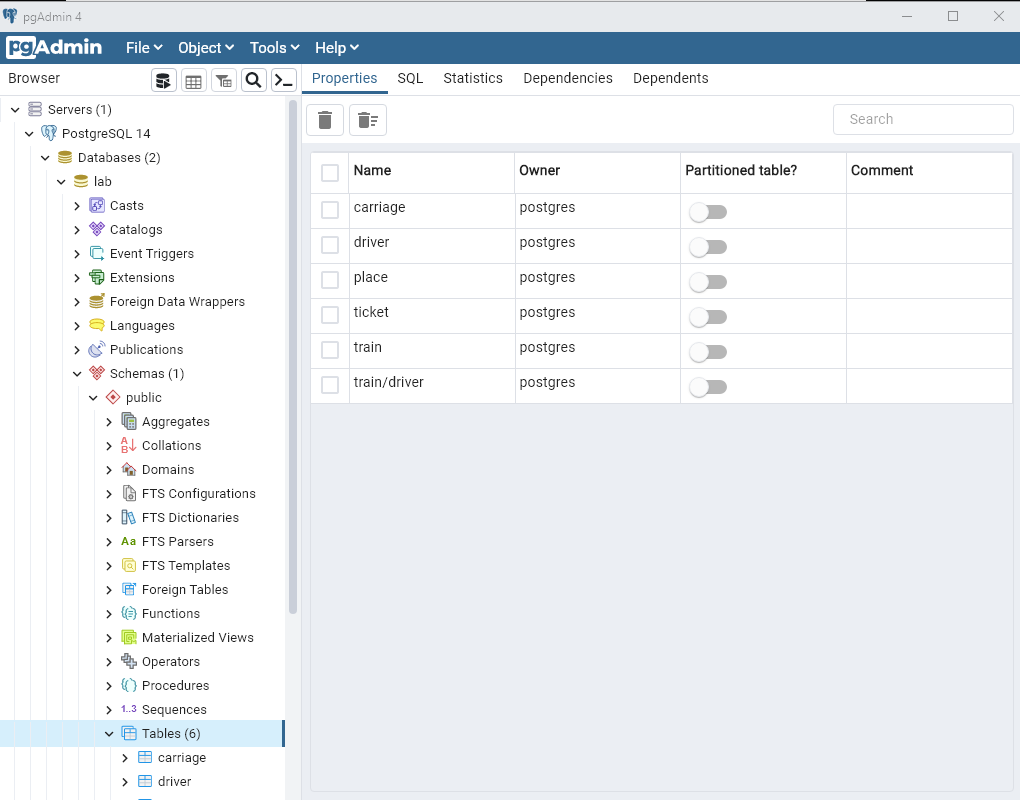 pgAdmin 4
pgAdmin File Object Tools Help
Browser
Properties SQL Statistics Dependencies Dependents
Servers (1)
PostgreSQL 14
Databases (2)
lab
Casts
Catalogs
Event Triggers
Extensions
Foreign Data Wrappers
Languages
Publications
Schemas (1)
public
Aggregates
Collations
Domains
FTS Configurations
FTS Dictionaries
Aa FTS Parsers
FTS Templates
Foreign Tables
Functions
Materialized Views
Operators
Procedures
1..3 Sequences
Tables (6)
carriage
driver
Search
Name Owner Partitioned table? Comment
carriage postgres
driver postgres
place postgres
ticket postgres
train postgres
train/driver postgres